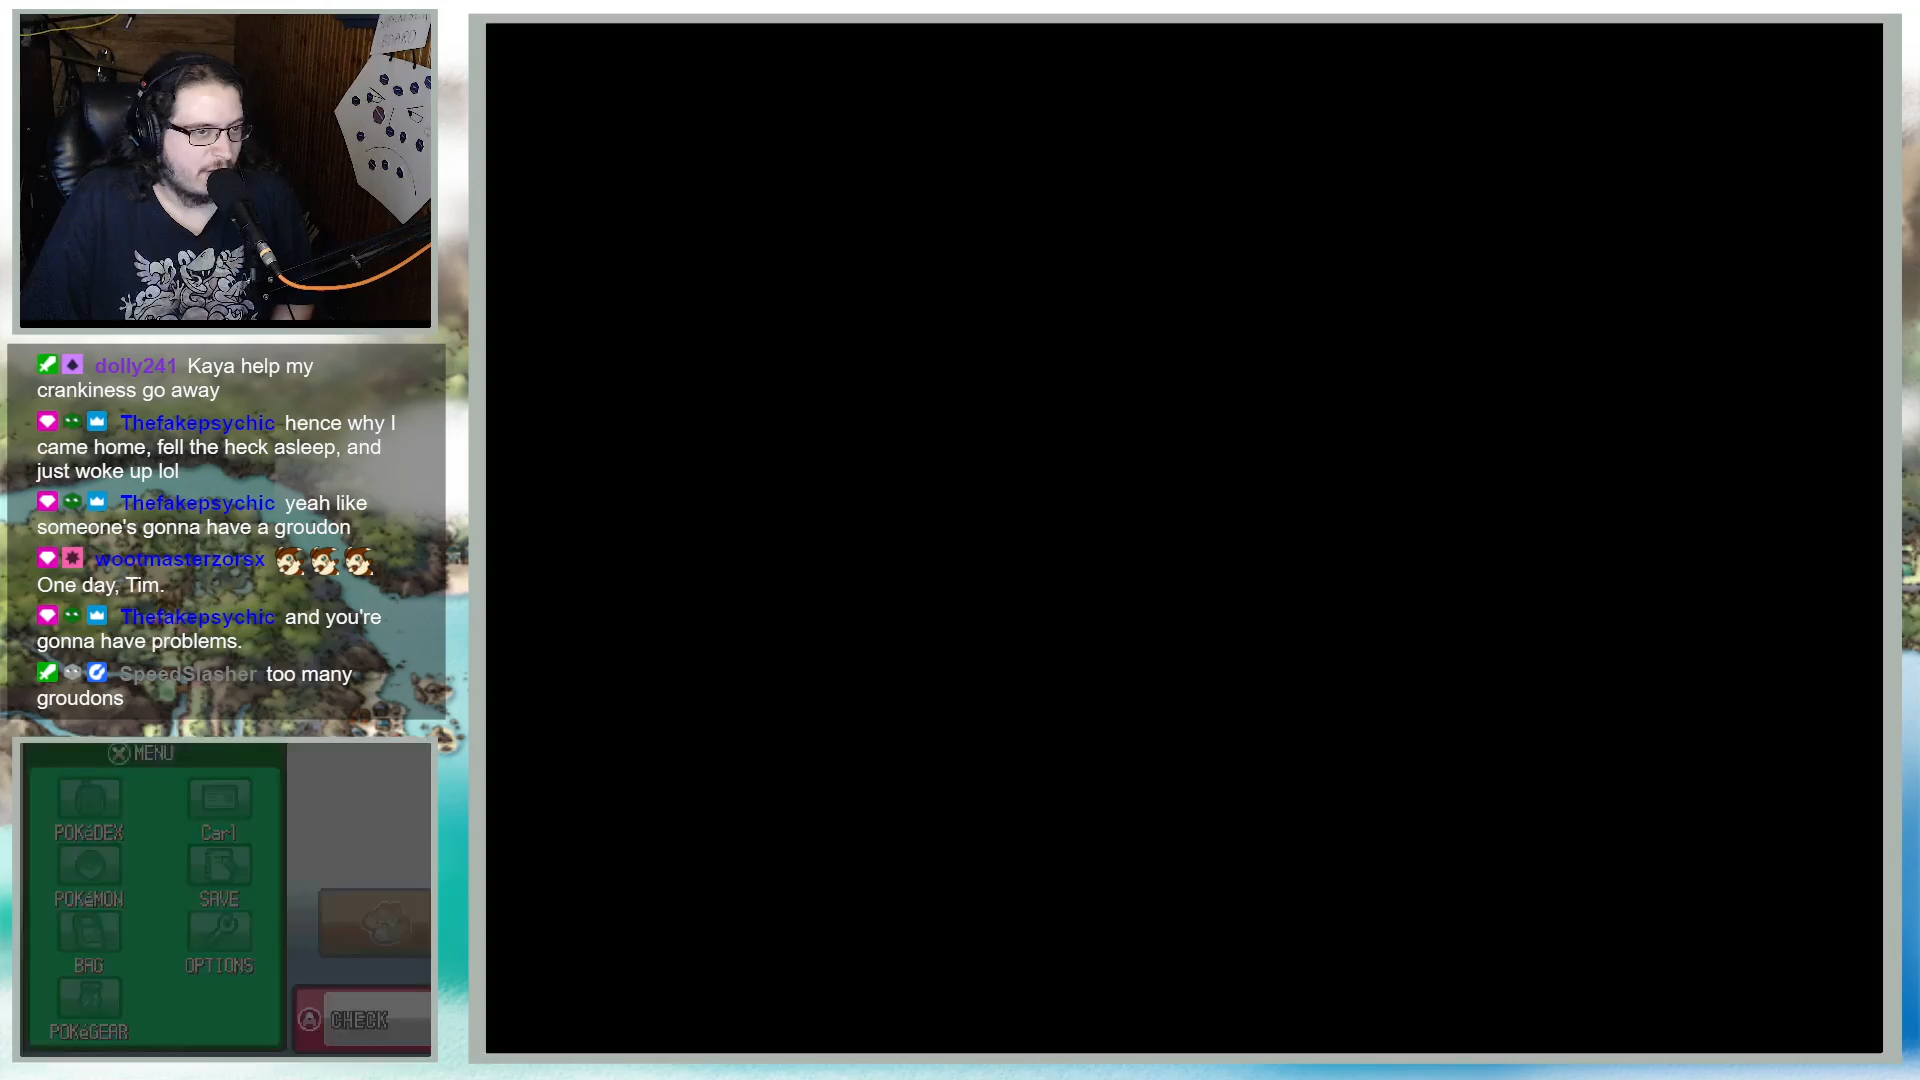 BOARD
dolly241 Kaya help my
crankiness go away
Thefakepsychic hence why I
came home, fell the heck asleep, and
just woke up lol
Thefakepsychic yeah like
someone's gonna have a groudon
wootmasterzorsx
One day, Tim.
Thefakepsychic and you're
gonna have problems.
SpeedSlasher too many
groudons
X MENU
POKéDEX
Carl
POKéMON
SAVE
BAG
OPTIONS
POKéGEAR
A CHECK